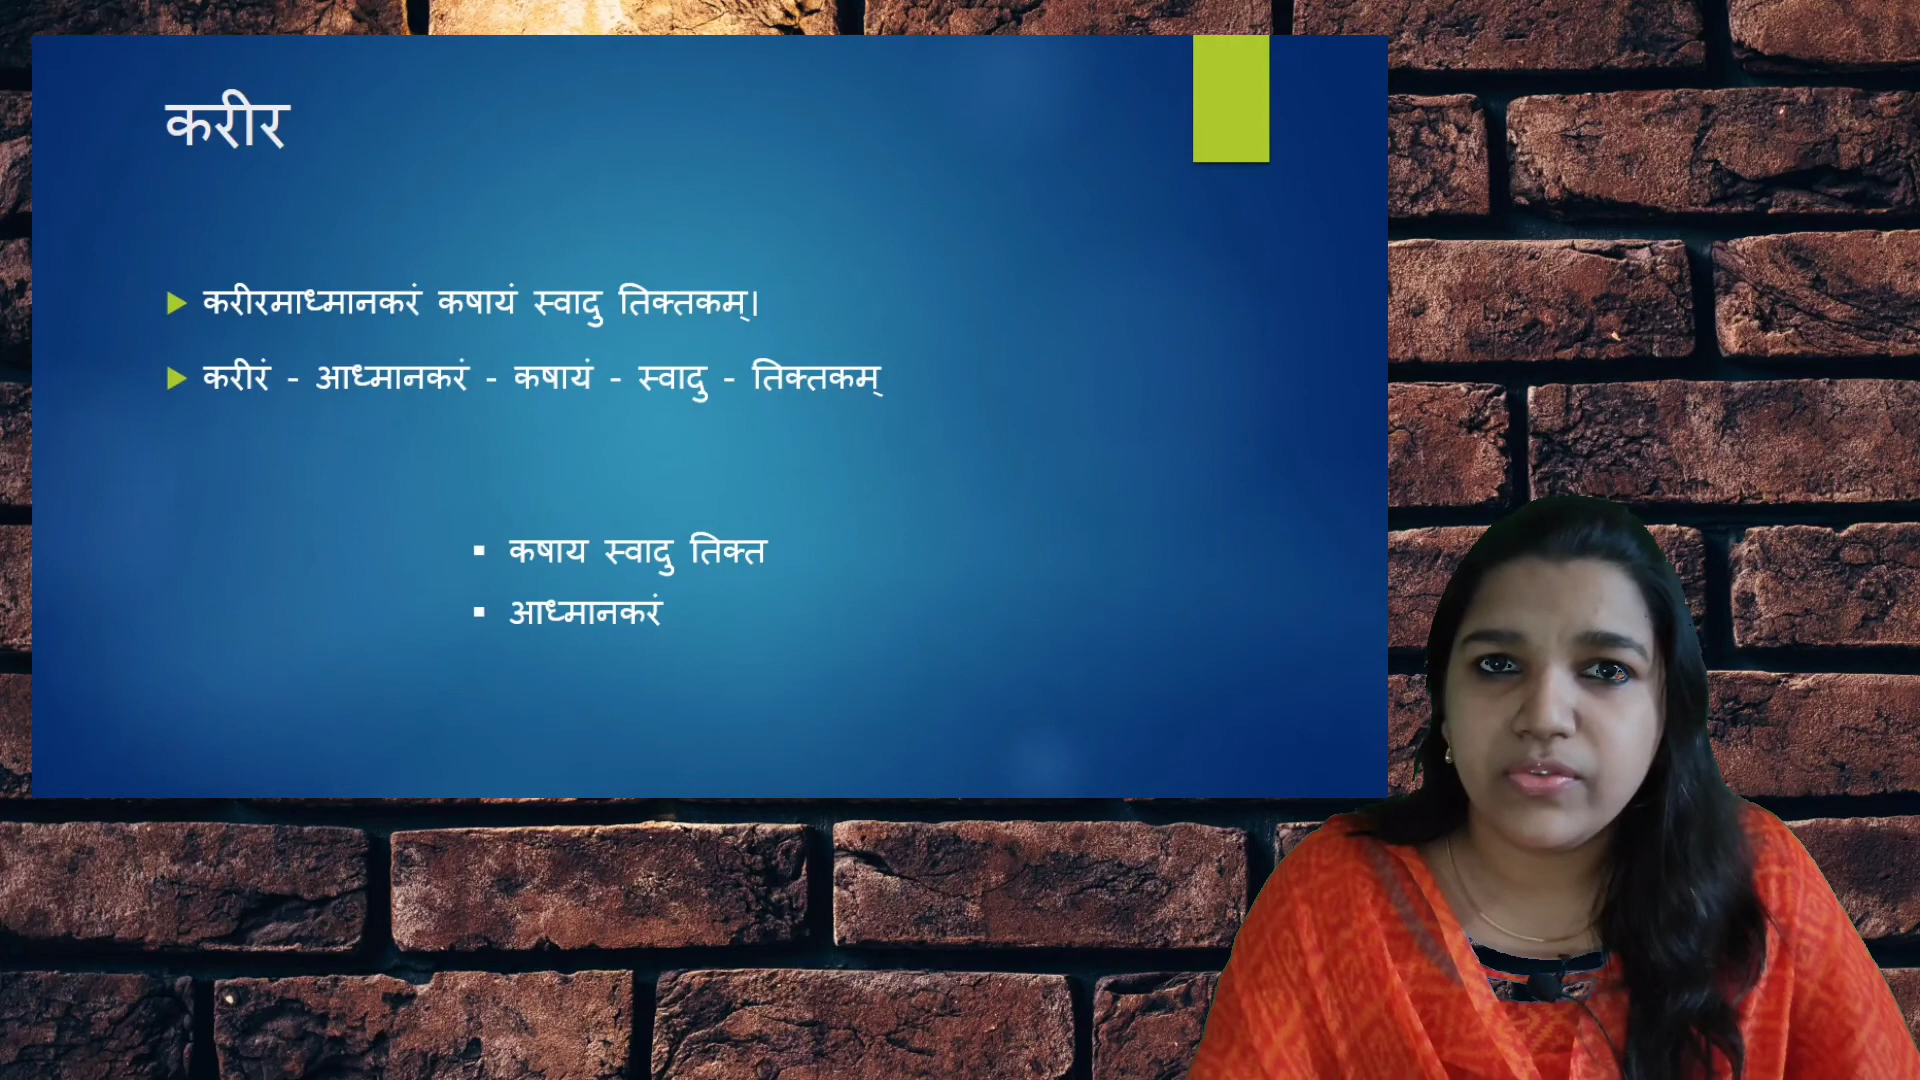 करीर
करीरमाध्मानकरं कषायं स्वादु तिक्तकम्।
करीरं - आध्मानकरं - कषायं - स्वादु - तिक्तकम्
कषाय स्वादु तिक्त
आध्मानकरं